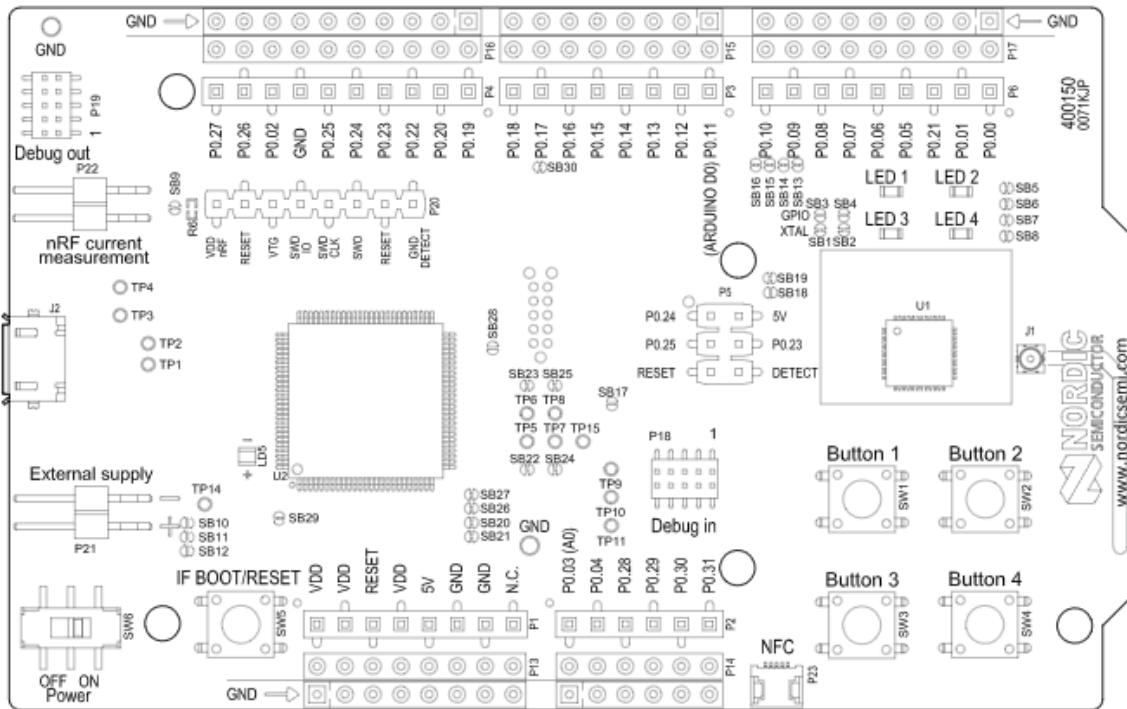 GND
P16
P15
P17
GND
GND
P19
1
Debug out
P4
P3
P6
400150
0071KJP
P0.27
P0.26
P0.02
GND
P0.25
P0.24
P0.23
P0.22
P0.20
P0.19
P0.18
P0.17
P0.16
P0.15
P0.14
P0.13
P0.12
P0.11
(ARDUINO D0)
P0.10
P0.09
P0.08
P0.07
P0.06
P0.05
P0.21
P0.01
P0.00
SB30
SB16
SB15
SB14
SB13
LED 1
LED 2
LED 3
LED 4
SB3
SB4
GPIO
XTAL
SB1
SB2
SB5
SB6
SB7
SB8
P22
nRF current
measurement
SB9
R6
P20
VDD
nRF
RESET
VTG
SWD
IO
SWD
CLK
SWO
RESET
GND
DETECT
TP4
TP3
TP2
TP1
J2
SB28
SB19
SB18
P5
P0.24
5V
P0.25
P0.23
RESET
DETECT
U1
J1
NORDIC
SEMICONDUCTOR
www.nordicsemi.com
SB23
SB25
TP6
TP8
TP5
TP7
TP15
SB22
SB24
SB17
P18
1
Debug in
TP9
TP10
TP11
LD5
U2
External supply
P21
TP14
SB10
SB11
SB12
SB29
SB27
SB26
SB20
SB21
GND
Button 1
SW1
Button 2
SW2
Button 3
SW3
Button 4
SW4
IF BOOT/RESET
SW5
SW6
OFF ON
Power
VDD
VDD
RESET
VDD
5V
GND
GND
N.C.
P0.03 (A0)
P0.04
P0.28
P0.29
P0.30
P0.31
P1
P2
P13
P14
GND
NFC
P23